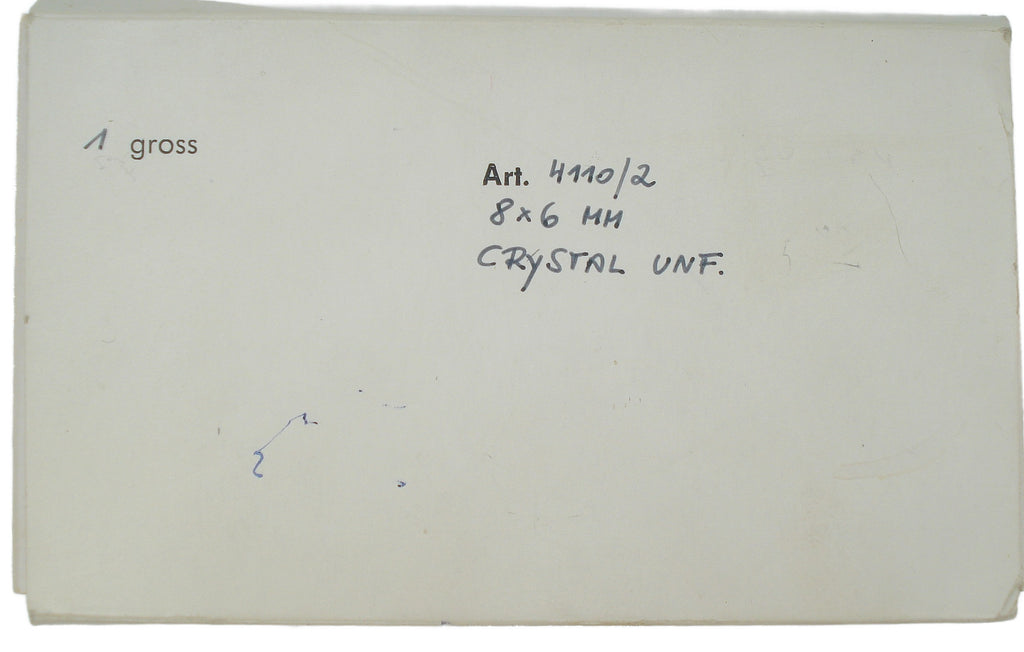 1 gross
Art. 4110/2
8×6 MM
CRYSTAL UNF.